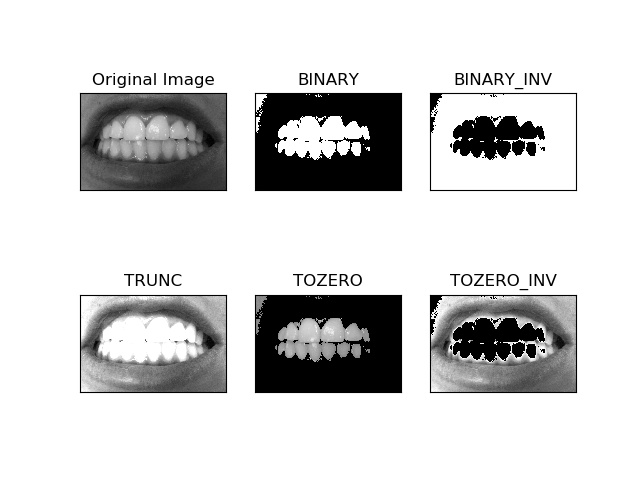 Original Image
BINARY
BINARY_INV
TRUNC
TOZERO
TOZERO_INV